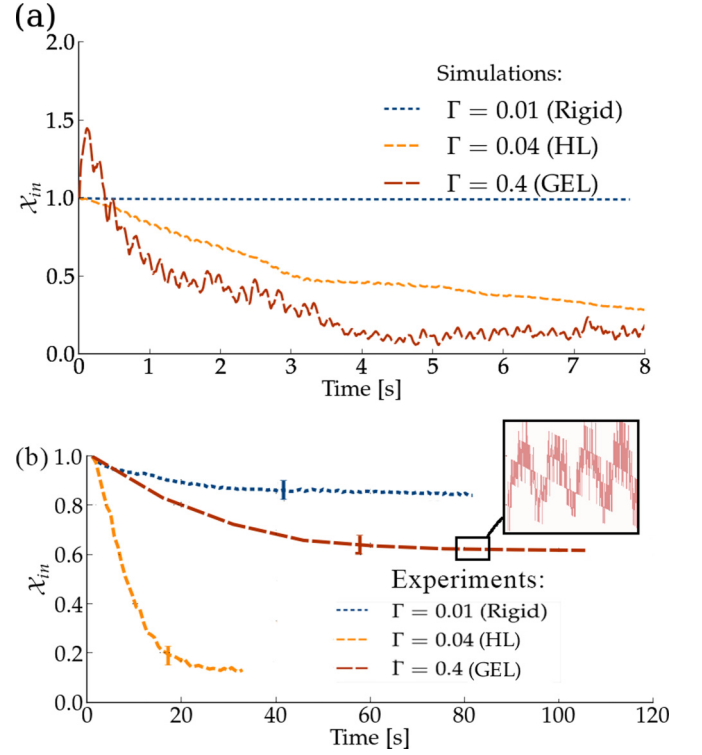 (a)
Simulations:
Γ = 0.01 (Rigid)
Γ = 0.04 (HL)
Γ = 0.4 (GEL)
2.0
1.5
1.0
0.5
0.0
𝒳in
0 1 2 3 4 5 6 7 8
Time [s]
(b)
1.0
0.8
0.6
0.4
0.2
0.0
𝒳in
Experiments:
Γ = 0.01 (Rigid)
Γ = 0.04 (HL)
Γ = 0.4 (GEL)
0 20 40 60 80 100 120
Time [s]